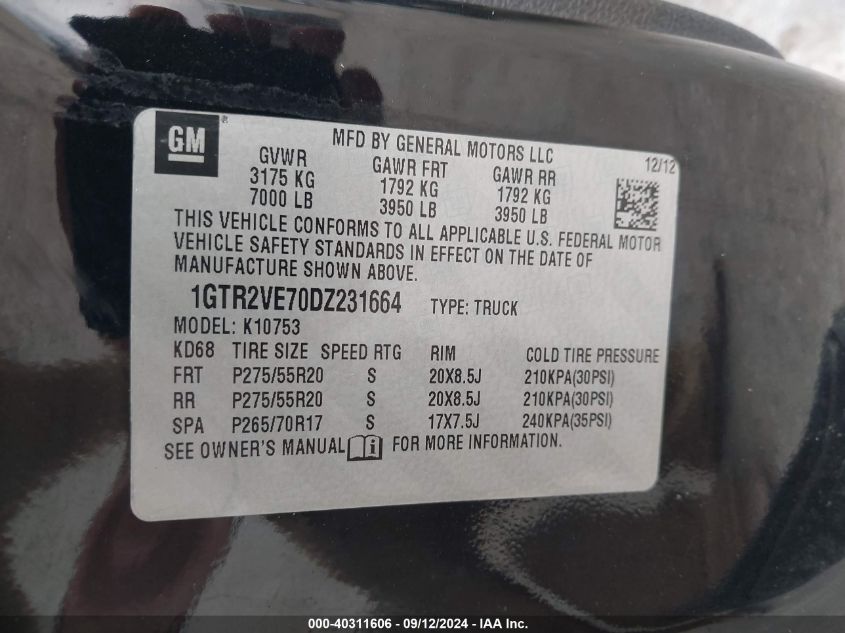 GM®
MFD BY GENERAL MOTORS LLC
12/12
GVWR GAWR FRT GAWR RR
3175 KG 1792 KG 1792 KG
7000 LB 3950 LB 3950 LB
THIS VEHICLE CONFORMS TO ALL APPLICABLE U.S. FEDERAL MOTOR
VEHICLE SAFETY STANDARDS IN EFFECT ON THE DATE OF
MANUFACTURE SHOWN ABOVE.
1GTR2VE70DZ231664 TYPE: TRUCK
MODEL: K10753
KD68 TIRE SIZE SPEED RTG RIM COLD TIRE PRESSURE
FRT P275/55R20 S 20X8.5J 210KPA(30PSI)
RR P275/55R20 S 20X8.5J 210KPA(30PSI)
SPA P265/70R17 S 17X7.5J 240KPA(35PSI)
SEE OWNER'S MANUAL FOR MORE INFORMATION.
000-40311606 - 09/12/2024 - IAA, Inc.